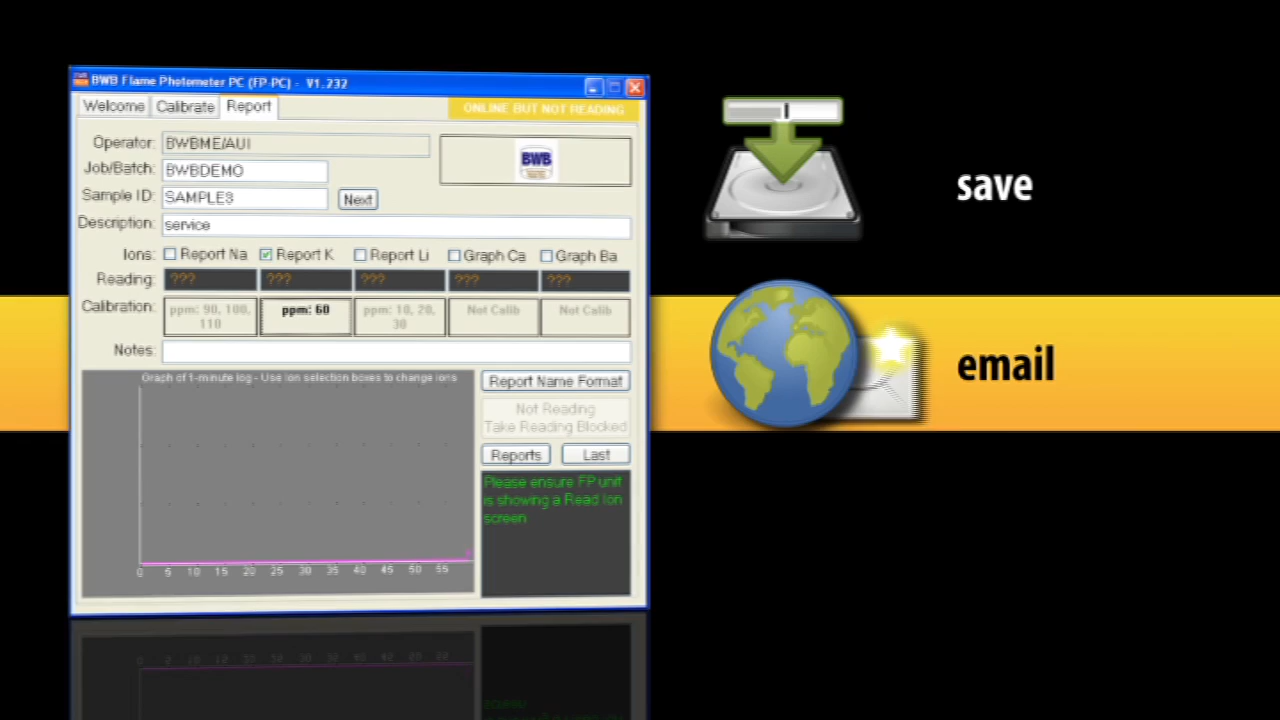 BWB Flame Photometer PC (FP-PC) - V1.232
Welcome Calibrate Report ONLINE BUT NOT READING
Operator: BWBME/AUI
BWB
Job/Batch: BWBDEMO
Sample ID: SAMPLE3 Next
Description: service
Ions: Report Na Report K Report Li Graph Ca Graph Ba
Reading: ??? ??? ??? ??? ???
Calibration: ppm: 90, 100, 110 ppm: 60 ppm: 10, 20, 30 Not Calib Not Calib
Notes:
Graph of 1-minute log - Use Ion selection boxes to change ions
0 5 10 15 20 25 30 35 40 45 50 55
Report Name Format
Not Reading
Take Reading Blocked
Reports Last
Please ensure FP unit
is showing a Read Ion
screen
save
email